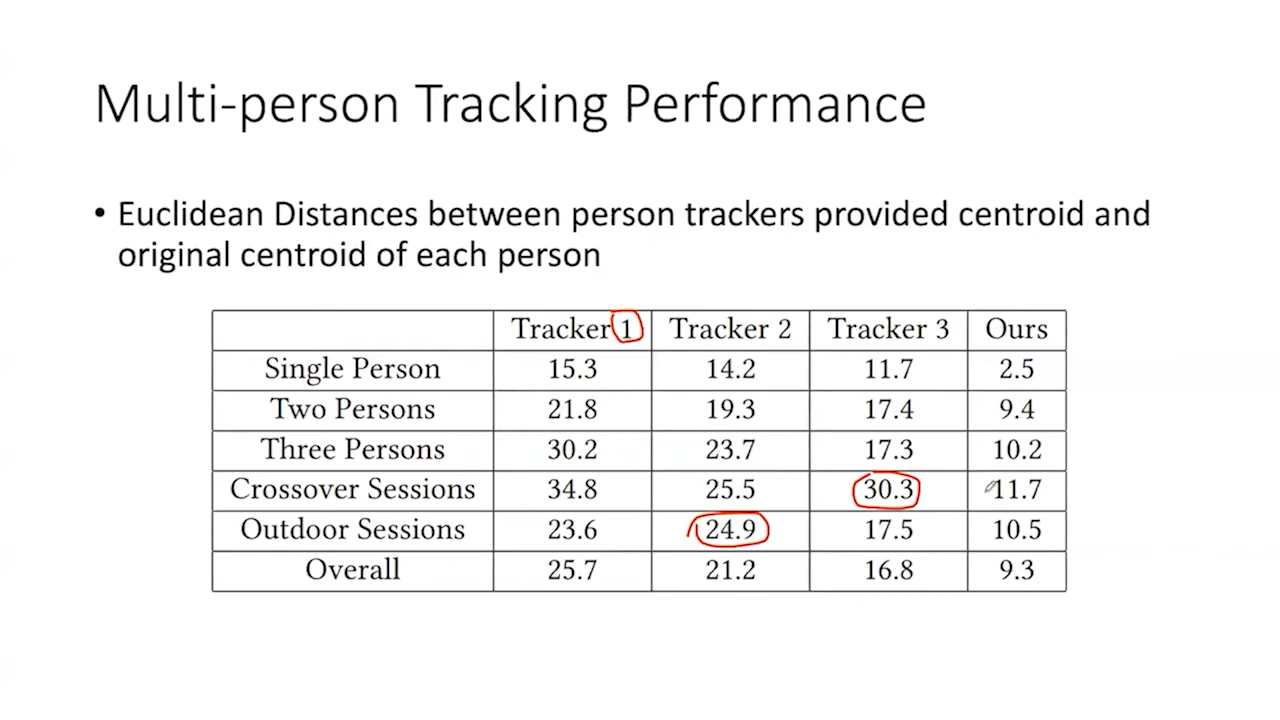 Multi-person Tracking Performance
• Euclidean Distances between person trackers provided centroid and
original centroid of each person
Tracker 1 Tracker 2 Tracker 3 Ours
Single Person 15.3 14.2 11.7 2.5
Two Persons 21.8 19.3 17.4 9.4
Three Persons 30.2 23.7 17.3 10.2
Crossover Sessions 34.8 25.5 30.3 11.7
Outdoor Sessions 23.6 24.9 17.5 10.5
Overall 25.7 21.2 16.8 9.3